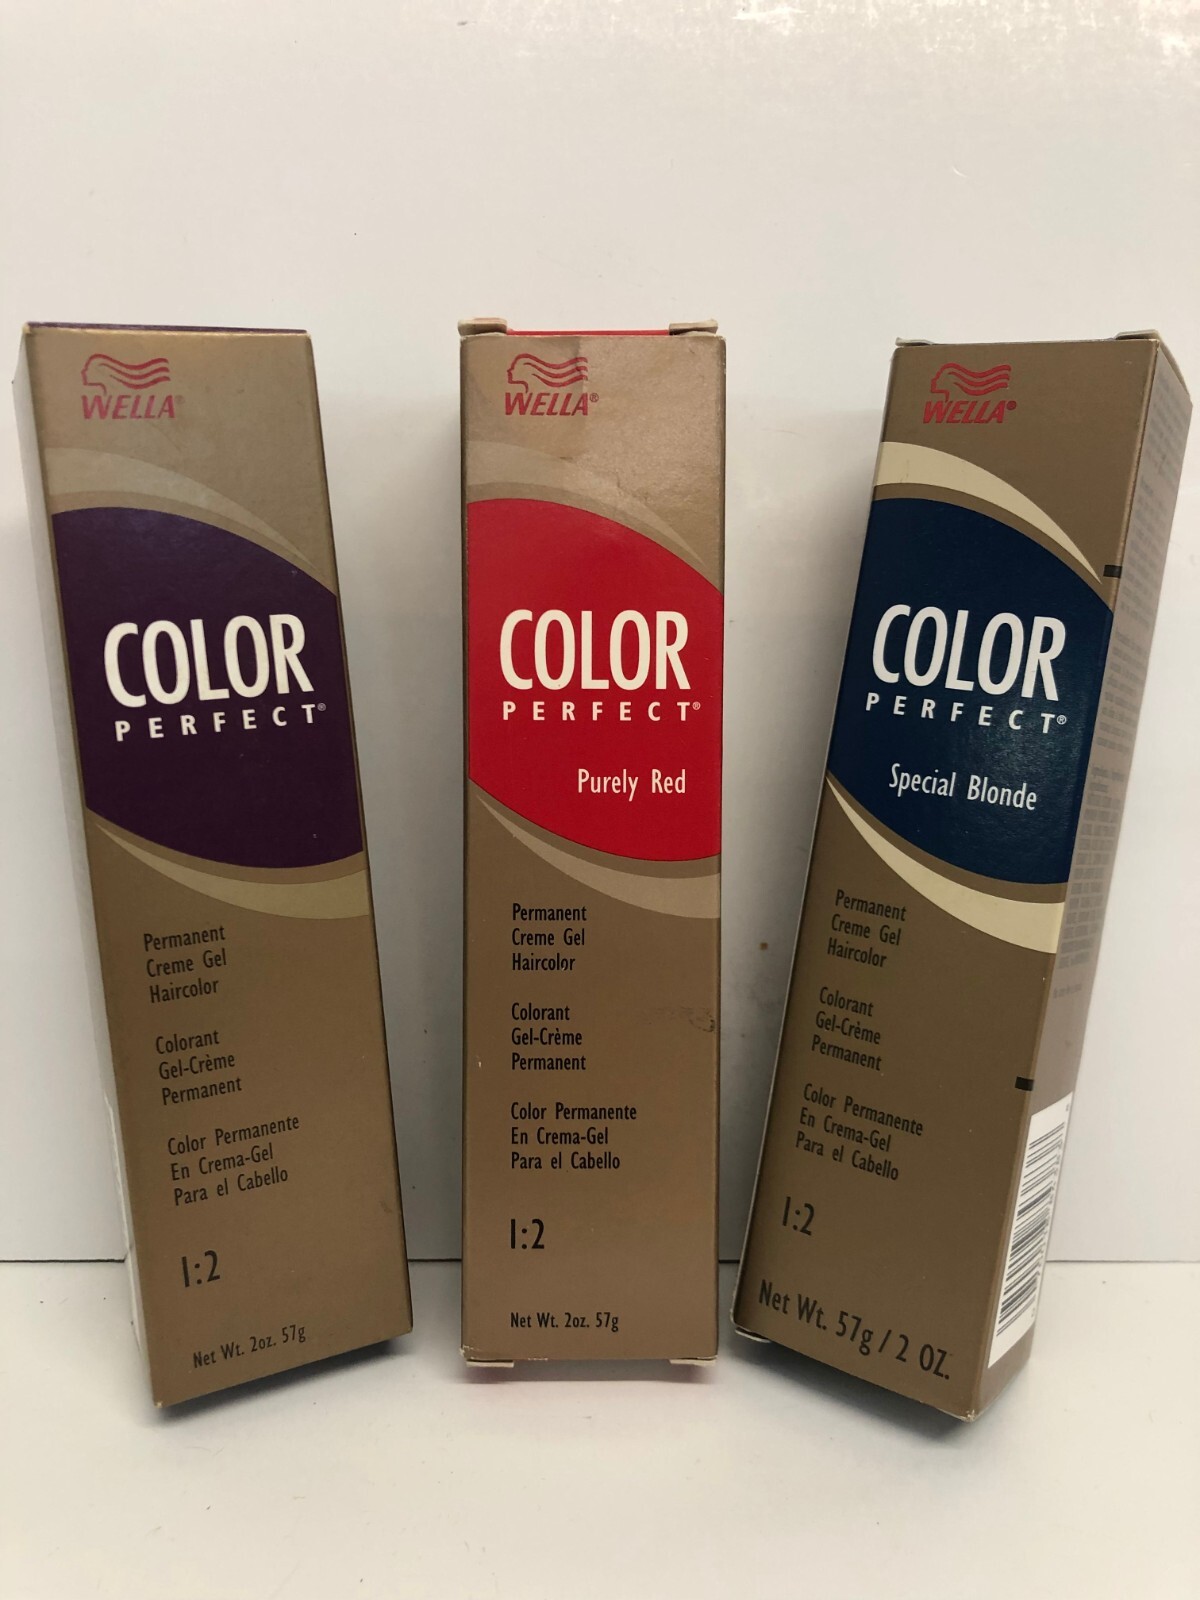 WELLA®
COLOR
PERFECT®
Permanent
Creme Gel
Haircolor
Colorant
Gel-Crème
Permanent
Color Permanente
En Crema-Gel
Para el Cabello
1:2
Net Wt. 2oz. 57g
WELLA®
COLOR
PERFECT®
Purely Red
Permanent
Creme Gel
Haircolor
Colorant
Gel-Crème
Permanent
Color Permanente
En Crema-Gel
Para el Cabello
1:2
Net Wt. 2oz. 57g
WELLA®
COLOR
PERFECT®
Special Blonde
Permanent
Creme Gel
Haircolor
Colorant
Gel-Crème
Permanent
Color Permanente
En Crema-Gel
Para el Cabello
1:2
Net Wt. 57g / 2 OZ.